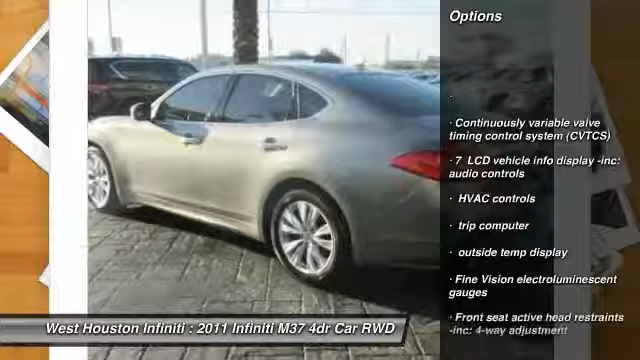 Options
·
· Continuously variable valve
timing control system (CVTCS)
· 7 LCD vehicle info display -inc:
audio controls
· HVAC controls
· trip computer
· outside temp display
· Fine Vision electroluminescent
gauges
· Front seat active head restraints
-inc: 4-way adjustment
West Houston Infiniti : 2011 Infiniti M37 4dr Car RWD